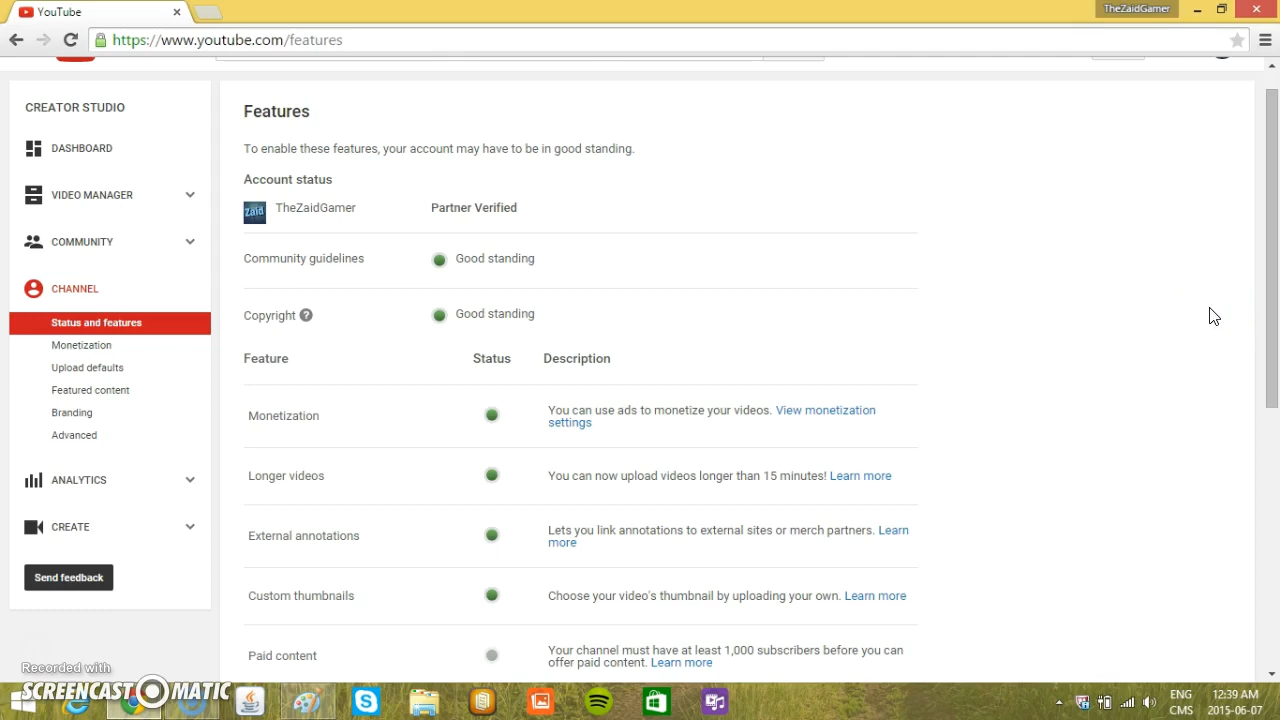 YouTube
TheZaidGamer
https://www.youtube.com/features
CREATOR STUDIO
DASHBOARD
VIDEO MANAGER
COMMUNITY
CHANNEL
Status and features
Monetization
Upload defaults
Featured content
Branding
Advanced
ANALYTICS
CREATE
Send feedback
Features
To enable these features, your account may have to be in good standing.
Account status
Zaid
TheZaidGamer Partner Verified
Community guidelines Good standing
Copyright ? Good standing
Feature Status Description
Monetization You can use ads to monetize your videos. View monetization
settings
Longer videos You can now upload videos longer than 15 minutes! Learn more
External annotations Lets you link annotations to external sites or merch partners. Learn
more
Custom thumbnails Choose your video's thumbnail by uploading your own. Learn more
Paid content Your channel must have at least 1,000 subscribers before you can
offer paid content. Learn more
Recorded with
SCREENCAST-O-MATIC
ENG 12:39 AM
CMS 2015-06-07